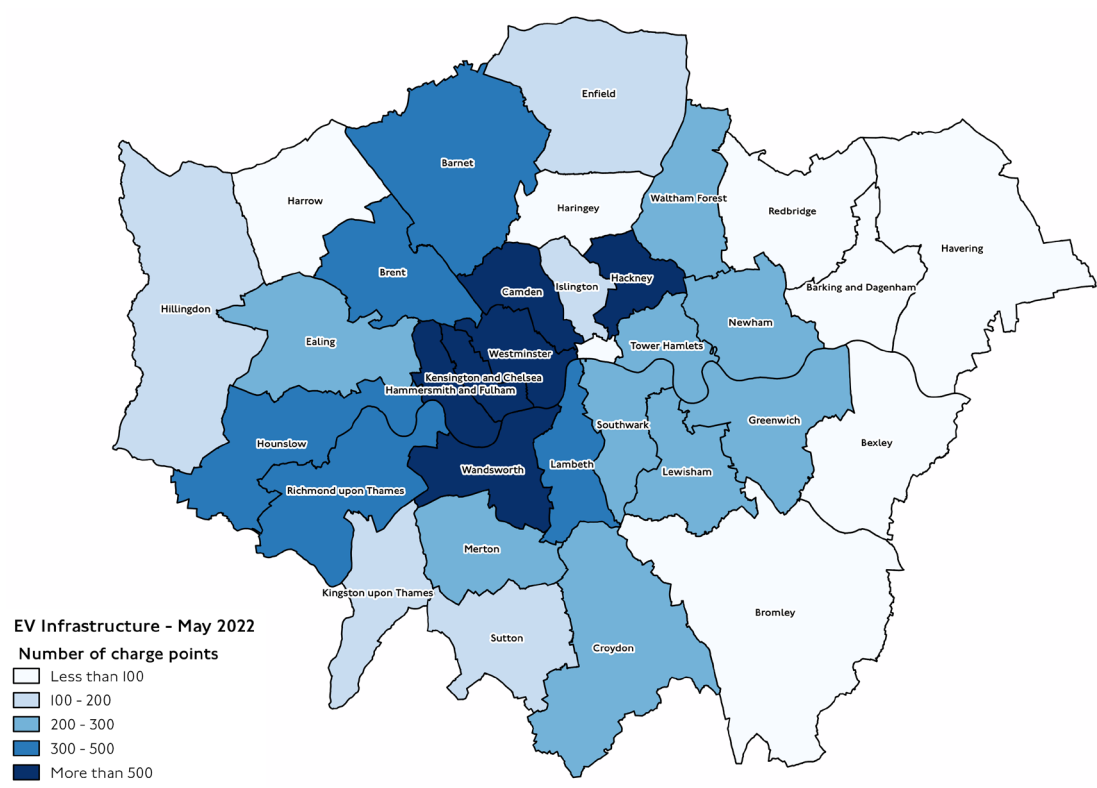 Enfield
Barnet
Harrow
Waltham Forest
Haringey
Redbridge
Havering
Brent
Hackney
Camden
Islington
Barking and Dagenham
Hillingdon
Newham
Ealing
Tower Hamlets
Westminster
Kensington and Chelsea
Hammersmith and Fulham
Greenwich
Southwark
Hounslow
Bexley
Lambeth
Wandsworth
Lewisham
Richmond upon Thames
Merton
Kingston upon Thames
Bromley
Sutton
Croydon
EV Infrastructure - May 2022
Number of charge points
Less than 100
100 - 200
200 - 300
300 - 500
More than 500